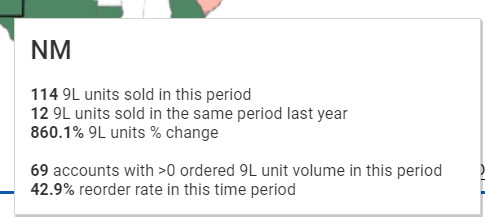 NM
114 9L units sold in this period
12 9L units sold in the same period last year
860.1% 9L units % change
69 accounts with >0 ordered 9L unit volume in this period
42.9% reorder rate in this time period